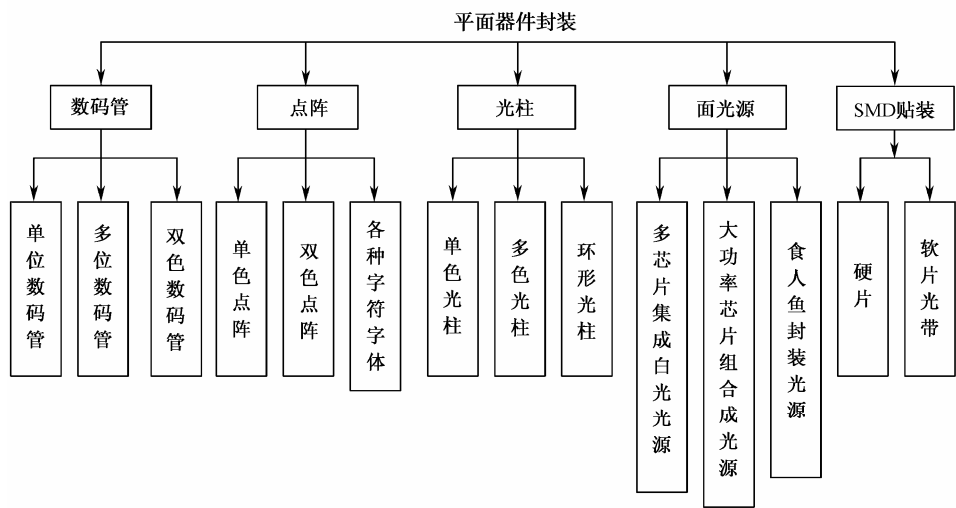 平面器件封装
数码管
点阵
光柱
面光源
SMD贴装
单位数码管
多位数码管
双色数码管
单色点阵
双色点阵
各种字符字体
单色光柱
多色光柱
环形光柱
多芯片集成白光光源
大功率芯片组合成光源
食人鱼封装光源
硬片
软片光带